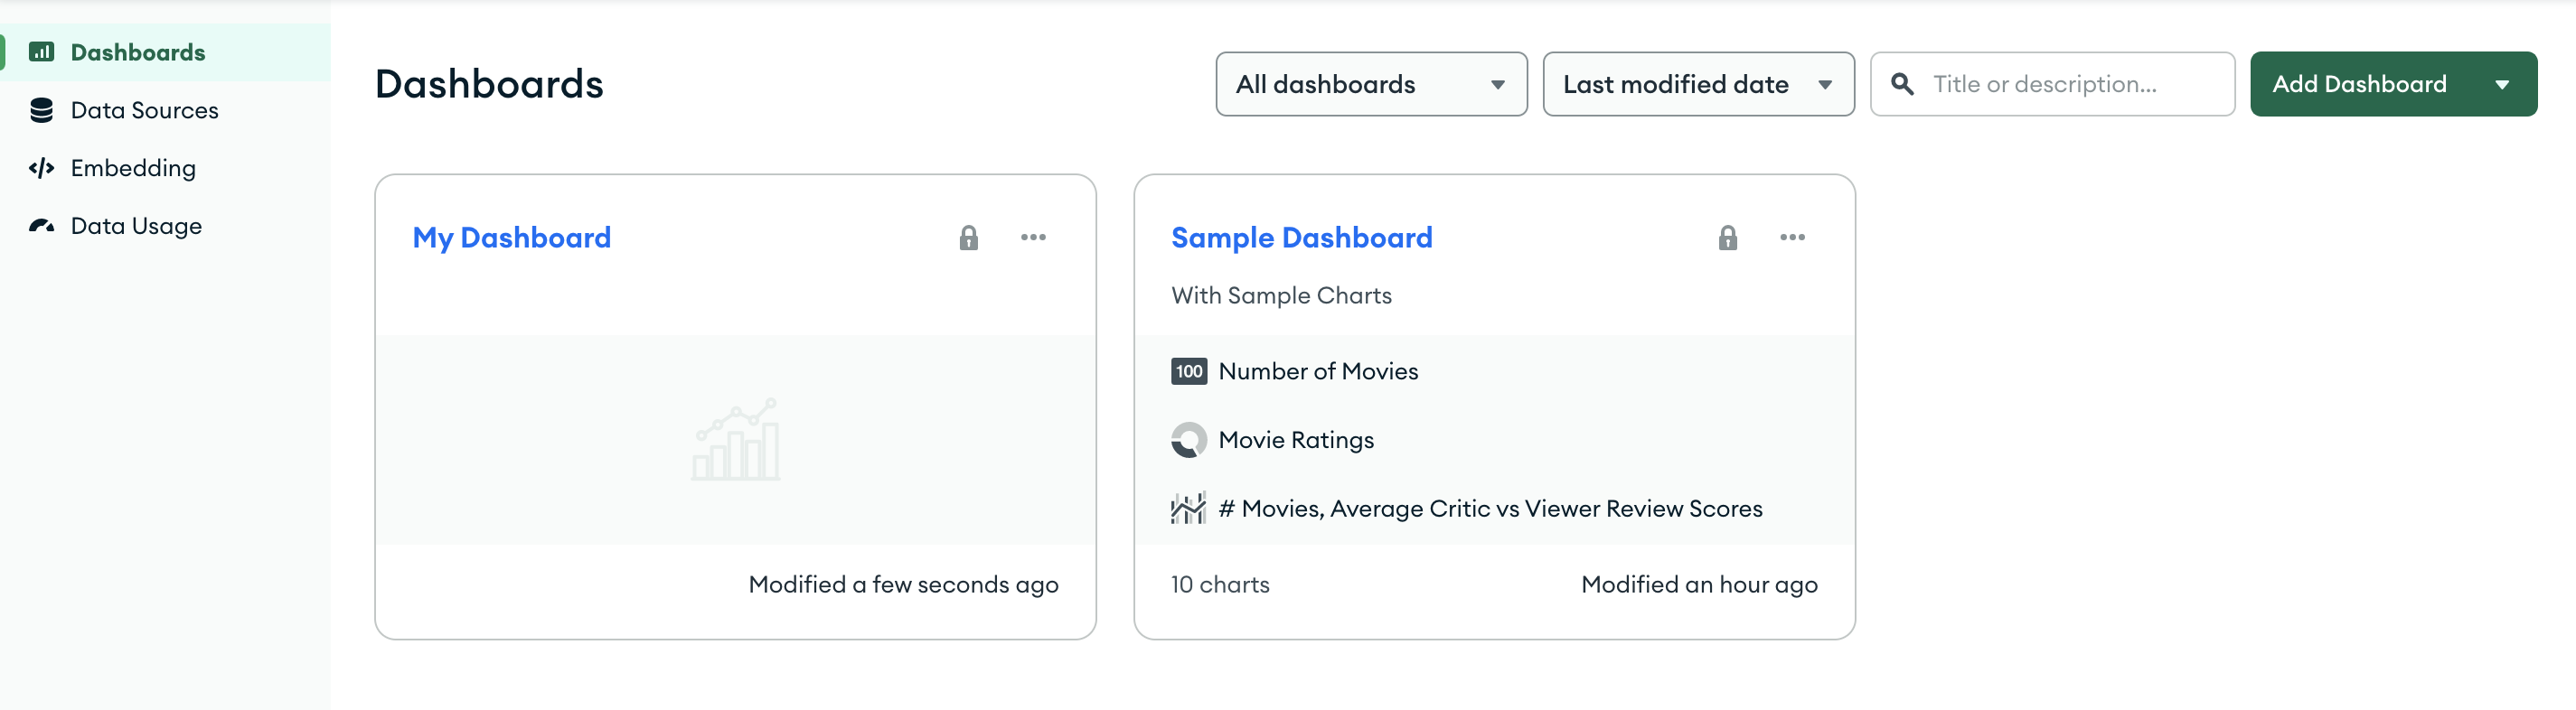 Dashboards
Data Sources
Embedding
Data Usage
Dashboards
All dashboards
Last modified date
Title or description...
Add Dashboard
My Dashboard
Modified a few seconds ago
Sample Dashboard
With Sample Charts
100 Number of Movies
Movie Ratings
# Movies, Average Critic vs Viewer Review Scores
10 charts
Modified an hour ago